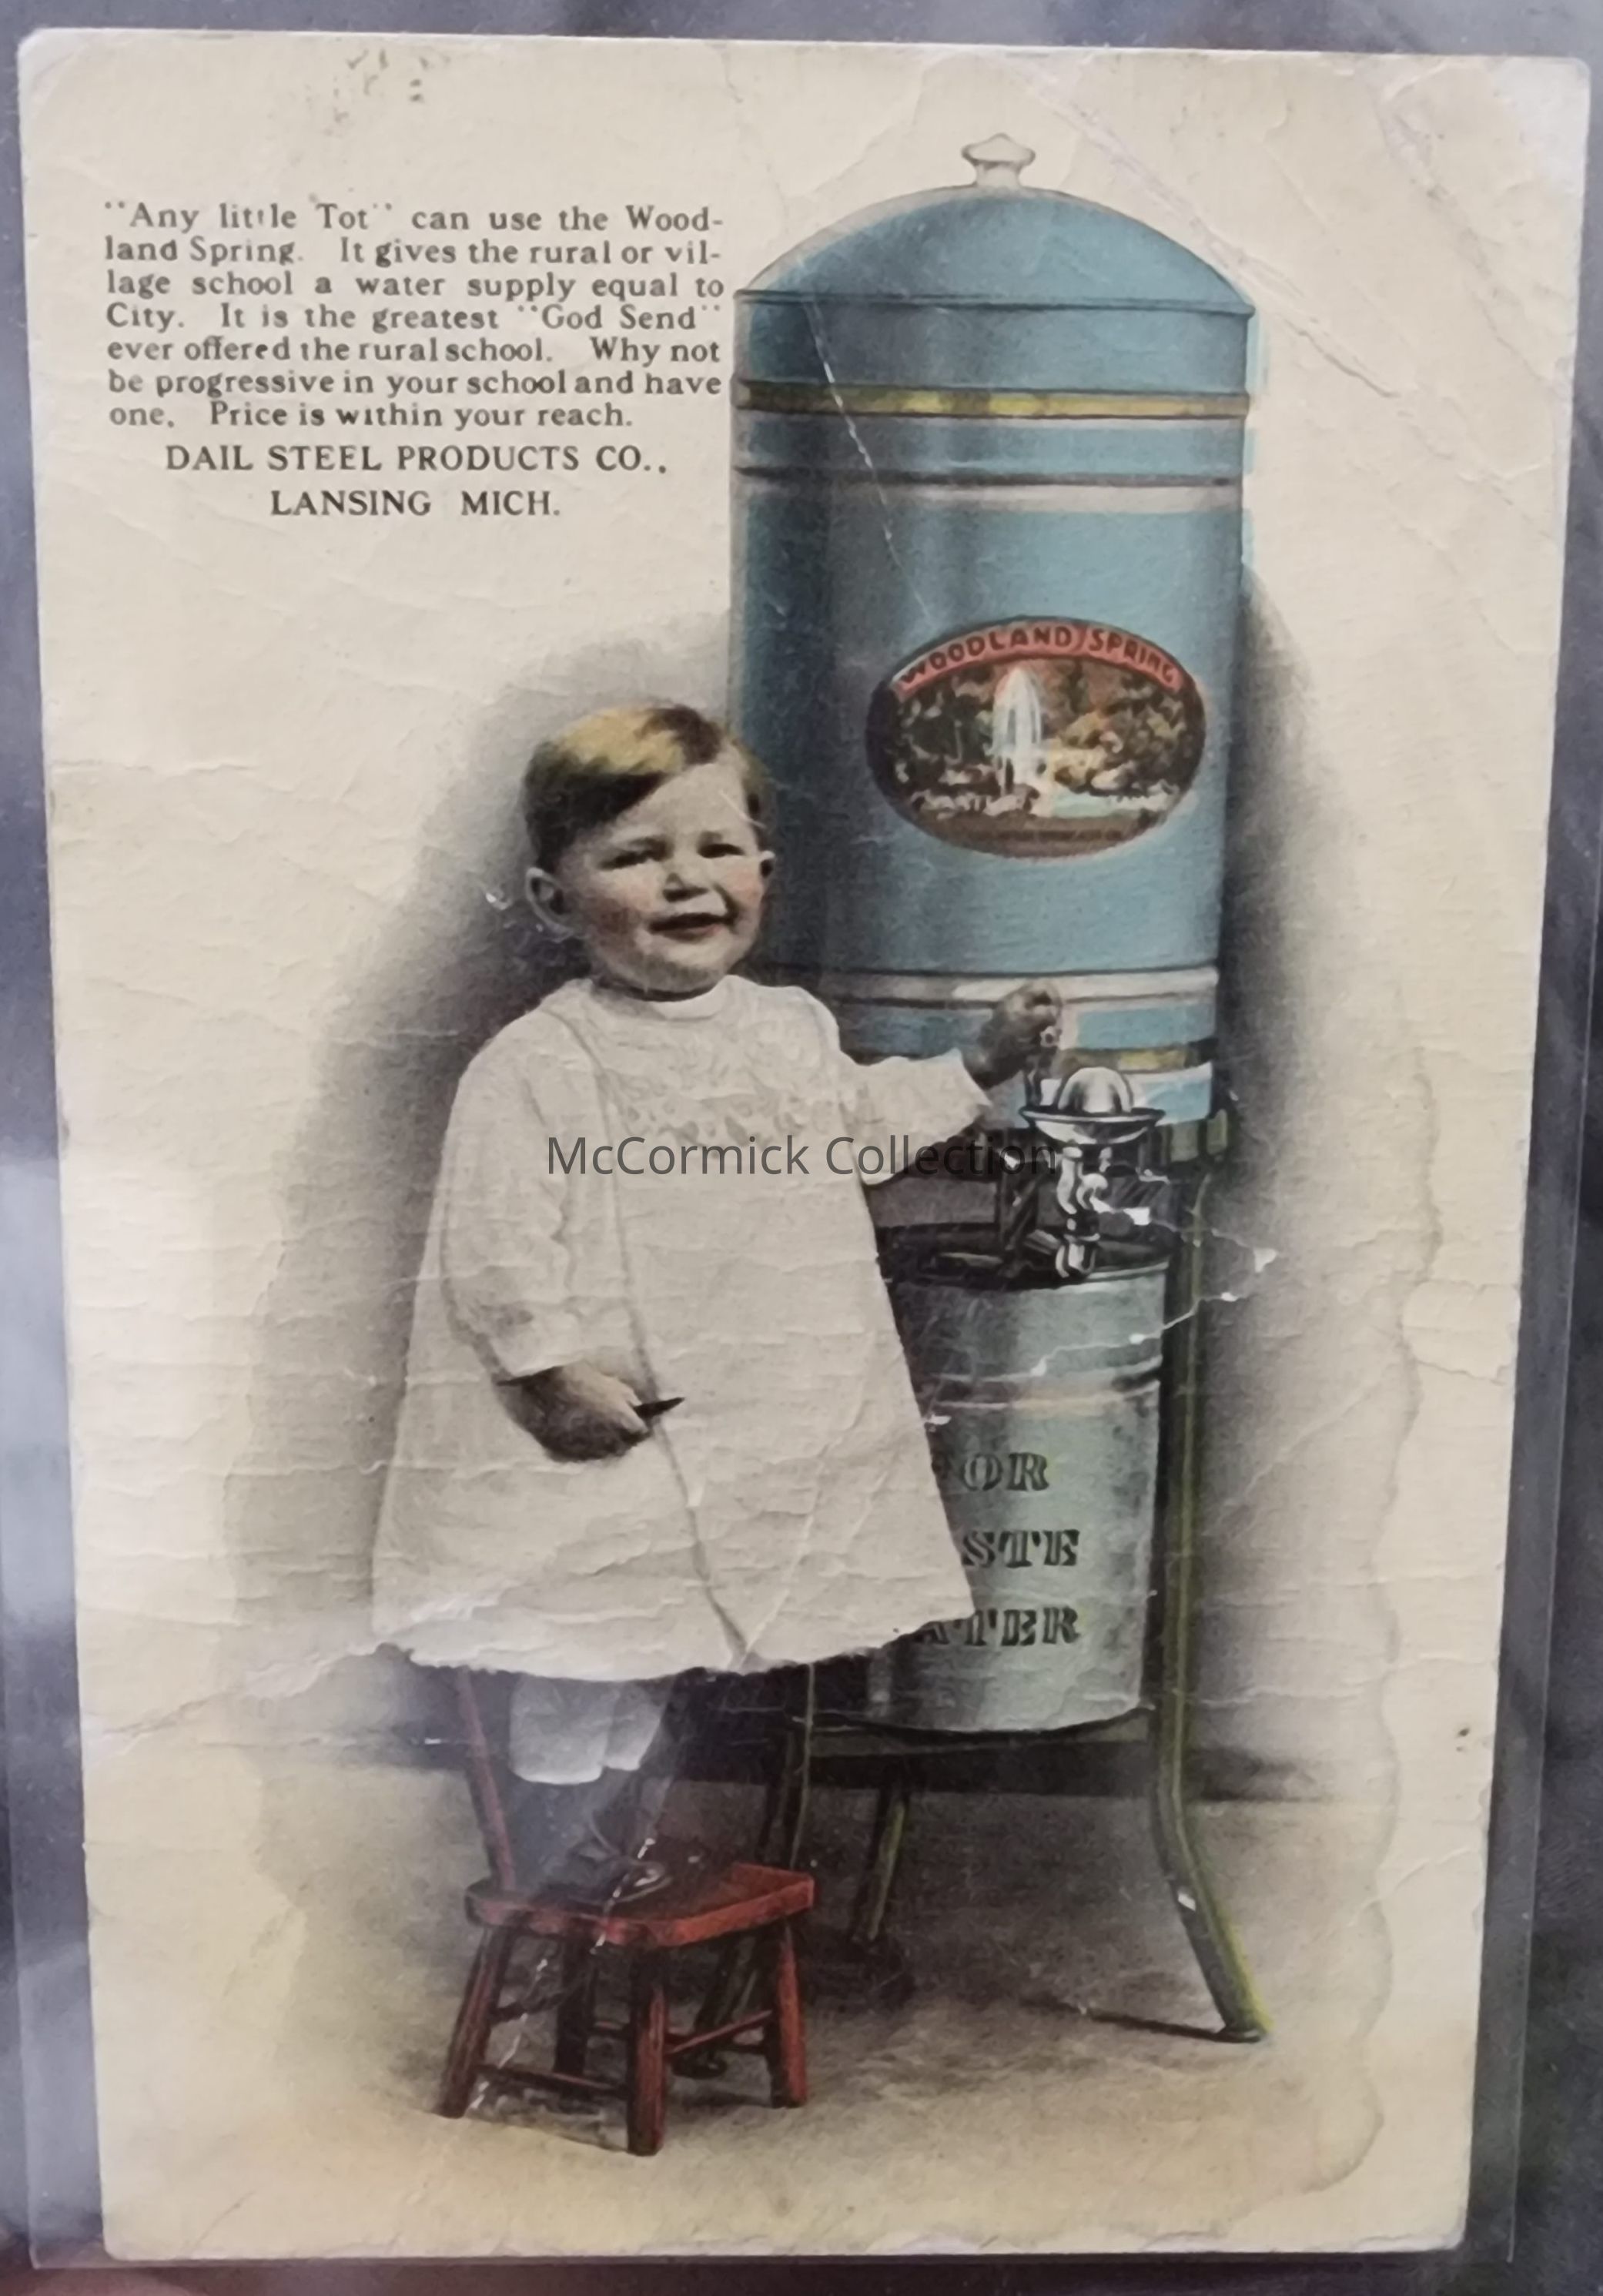 "Any little Tot" can use the Wood-
land Spring. It gives the rural or vil-
lage school a water supply equal to
City. It is the greatest "God Send"
ever offered the rural school. Why not
be progressive in your school and have
one. Price is within your reach.
DAIL STEEL PRODUCTS CO.,
LANSING MICH.
WOODLAND SPRING
McCormick Collection
OR
STE
ATER